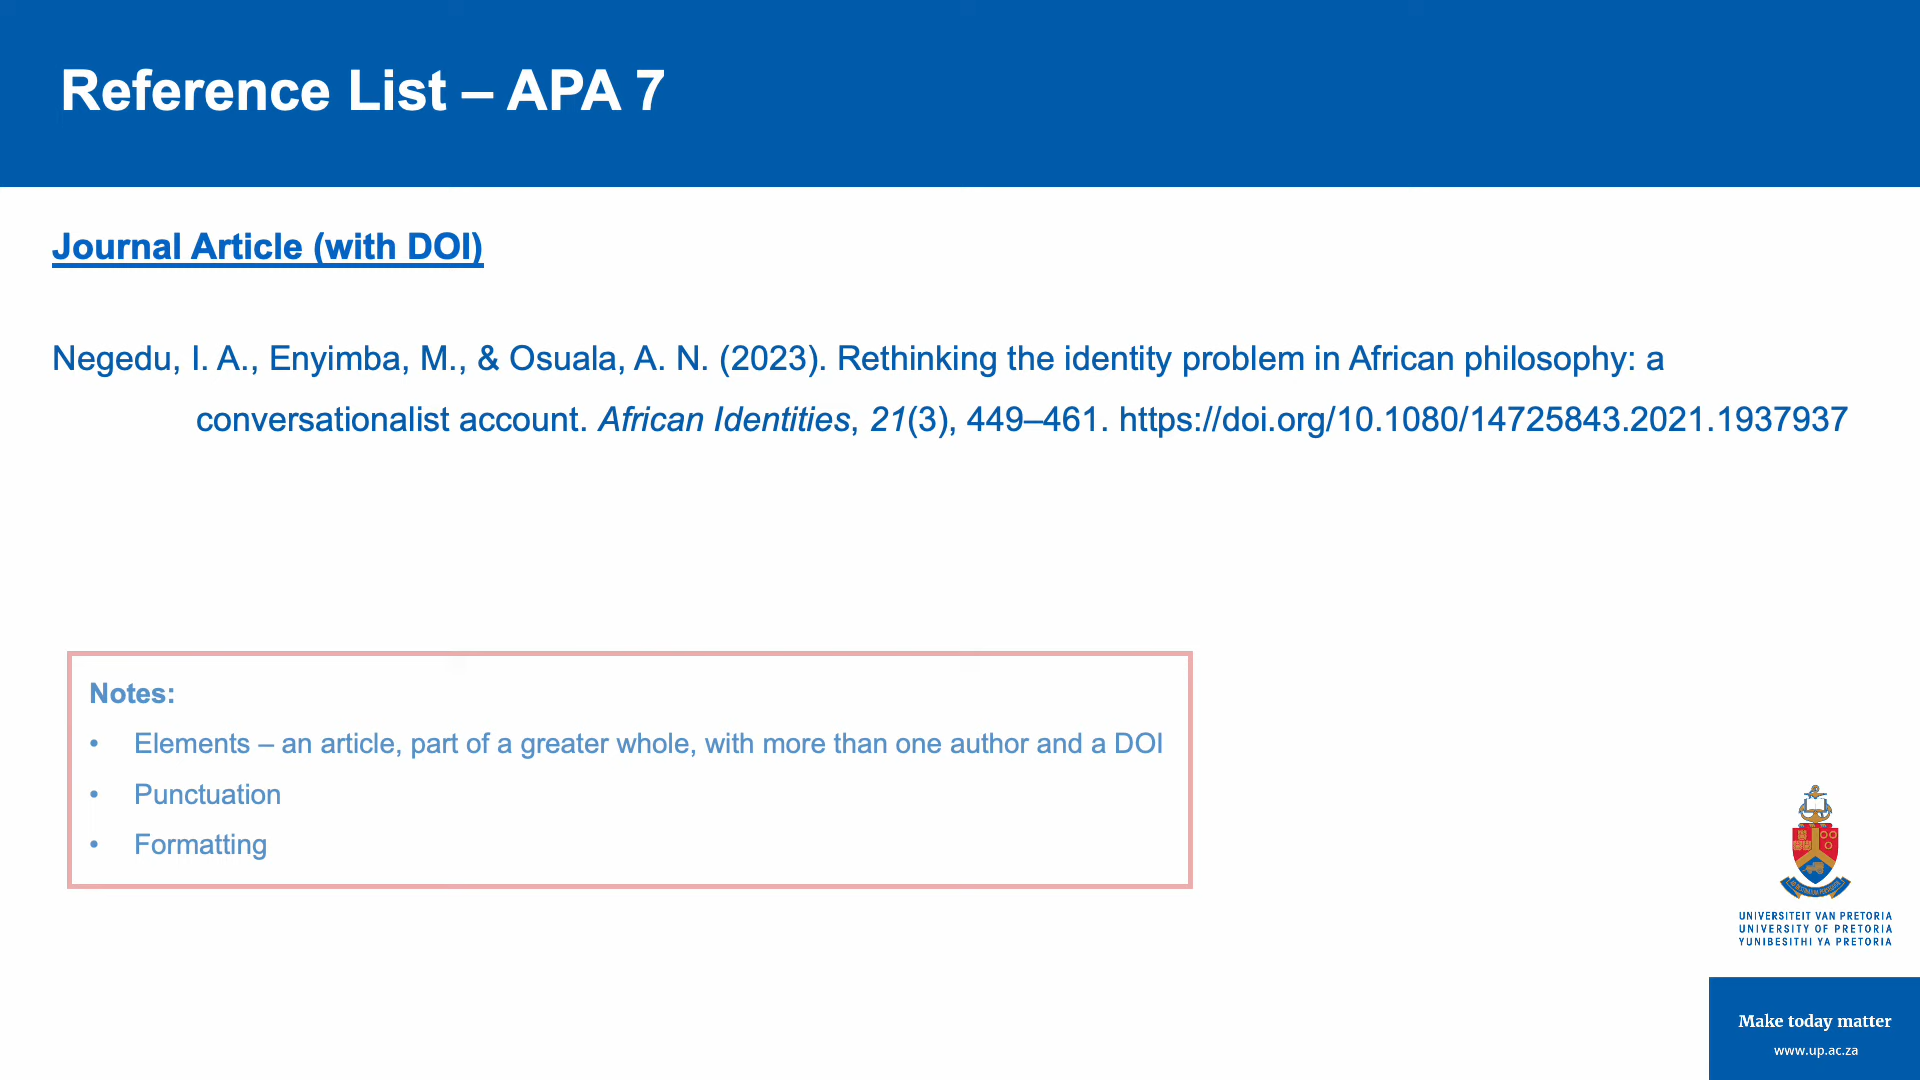 Reference List – APA 7
Journal Article (with DOI)
Negedu, I. A., Enyimba, M., & Osuala, A. N. (2023). Rethinking the identity problem in African philosophy: a
conversationalist account. African Identities, 21(3), 449–461. https://doi.org/10.1080/14725843.2021.1937937
Notes:
• Elements – an article, part of a greater whole, with more than one author and a DOI
• Punctuation
• Formatting
UNIVERSITEIT VAN PRETORIA
UNIVERSITY OF PRETORIA
YUNIBESITHI YA PRETORIA
Make today matter
www.up.ac.za